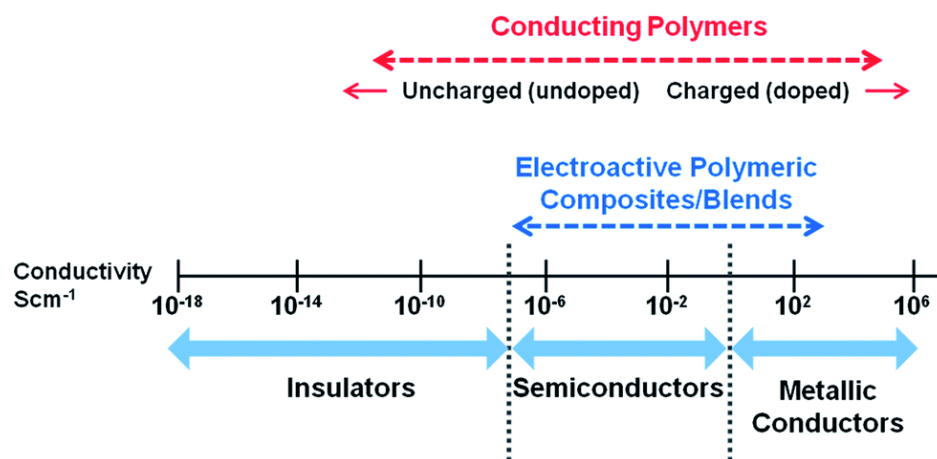 Conducting Polymers
Uncharged (undoped) Charged (doped)
Electroactive Polymeric
Composites/Blends
Conductivity
Scm⁻¹
10⁻¹⁸ 10⁻¹⁴ 10⁻¹⁰ 10⁻⁶ 10⁻² 10² 10⁶
Insulators Semiconductors Metallic
Conductors